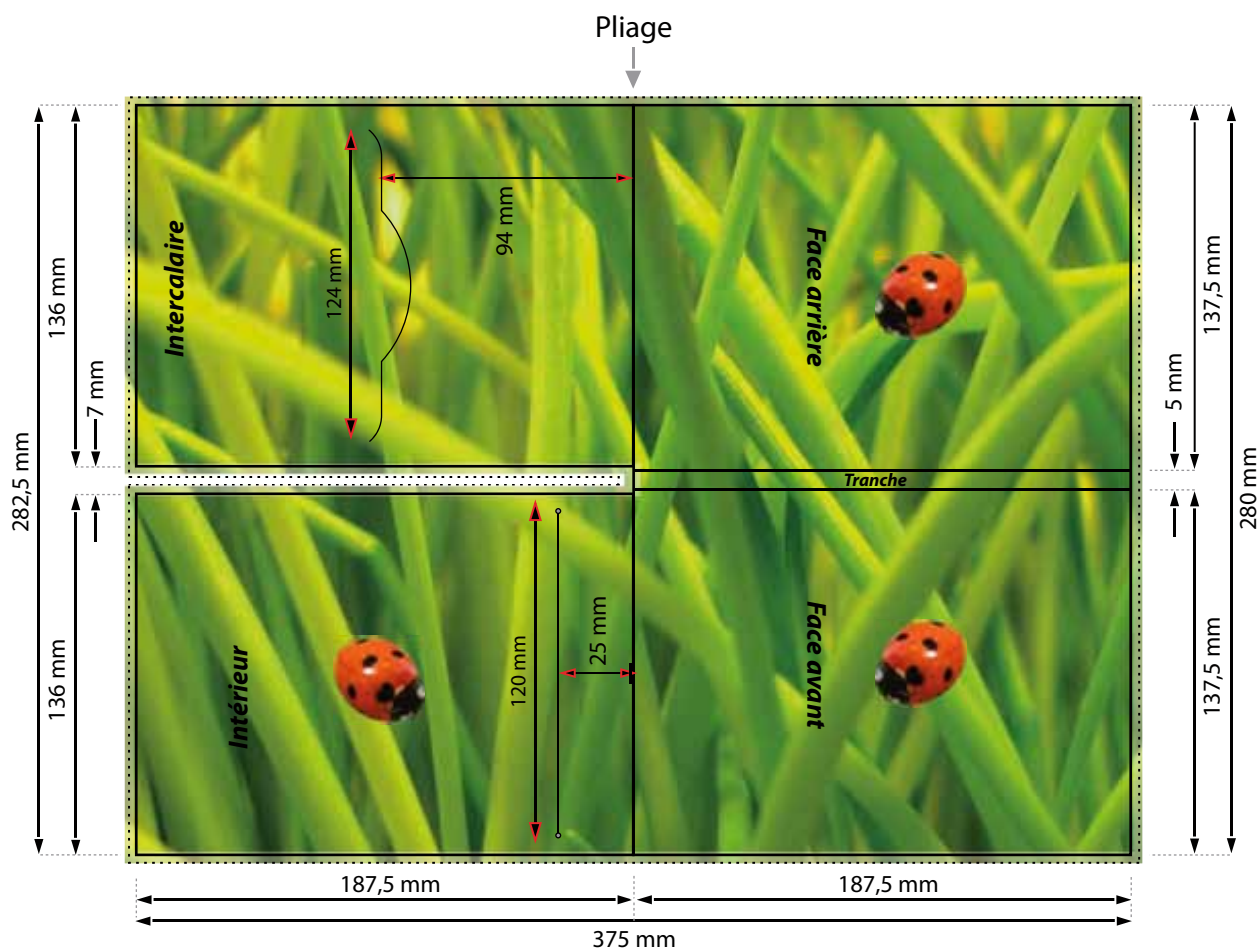 Pliage
282,5 mm
136 mm
7 mm
136 mm
Intercalaire
124 mm
94 mm
Face arrière
137,5 mm
5 mm
280 mm
137,5 mm
Tranche
Intérieur
120 mm
25 mm
Face avant
187,5 mm
187,5 mm
375 mm